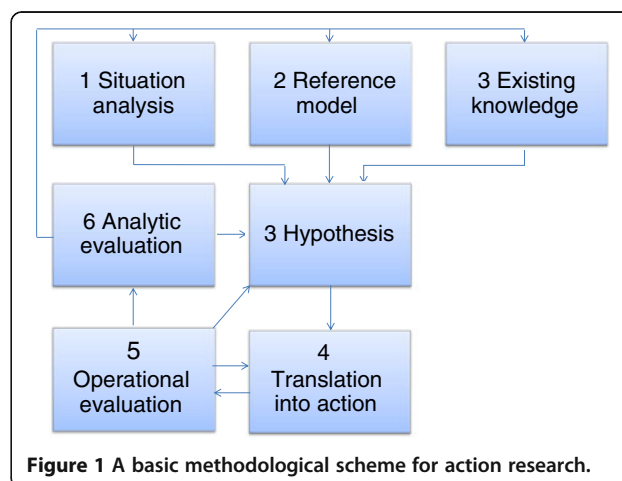 1 Situation
analysis
2 Reference
model
3 Existing
knowledge
6 Analytic
evaluation
3 Hypothesis
5
Operational
evaluation
4
Translation
into action
Figure 1 A basic methodological scheme for action research.